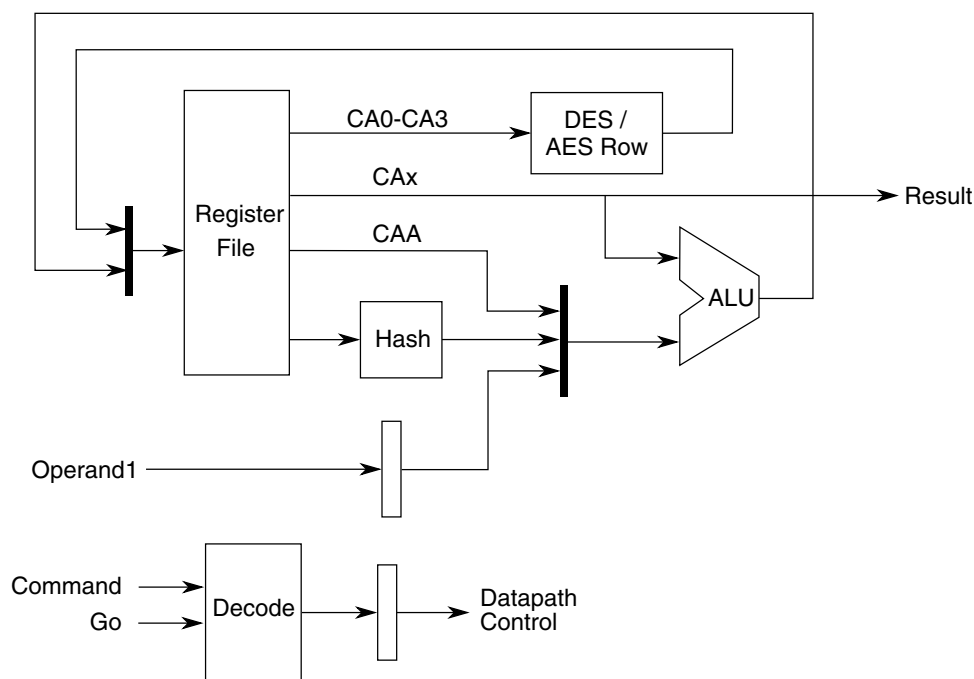 CA0-CA3
DES /
AES Row
CAx
Result
Register
File
CAA
ALU
Hash
Operand1
Command
Go
Decode
Datapath
Control